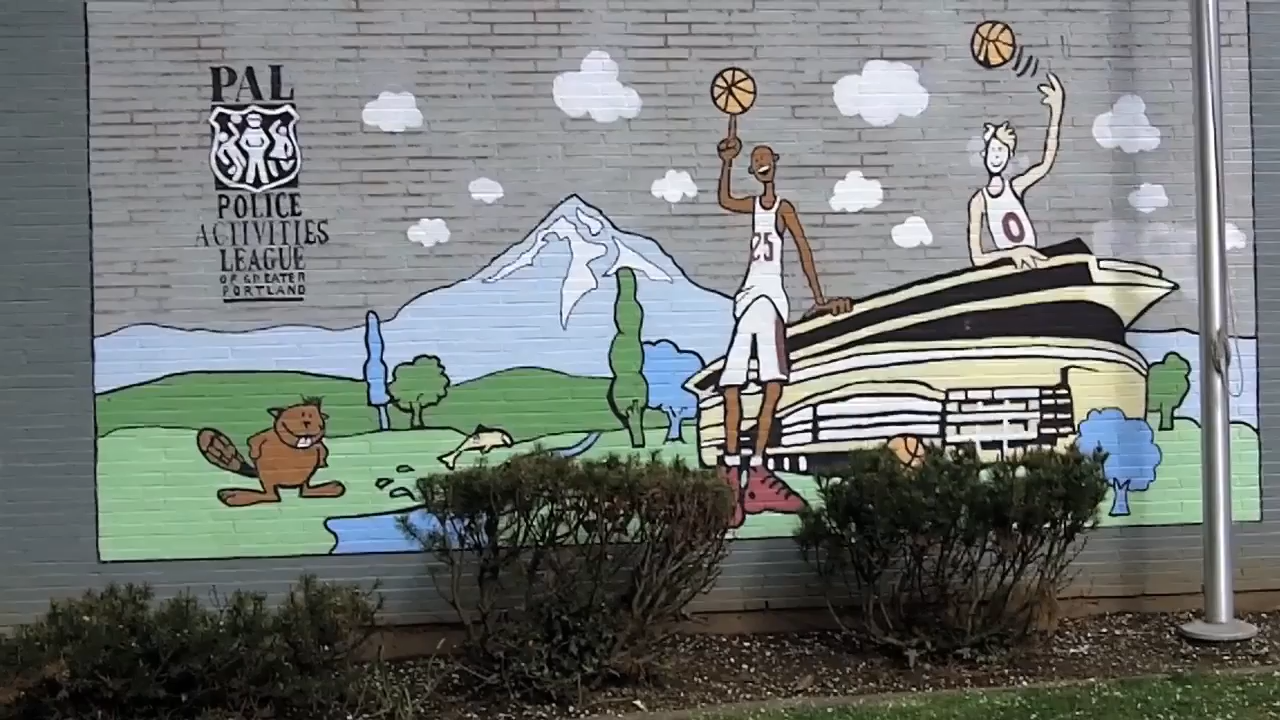 PAL
POLICE
ACTIVITIES
LEAGUE
OF GREATER
PORTLAND
25
0